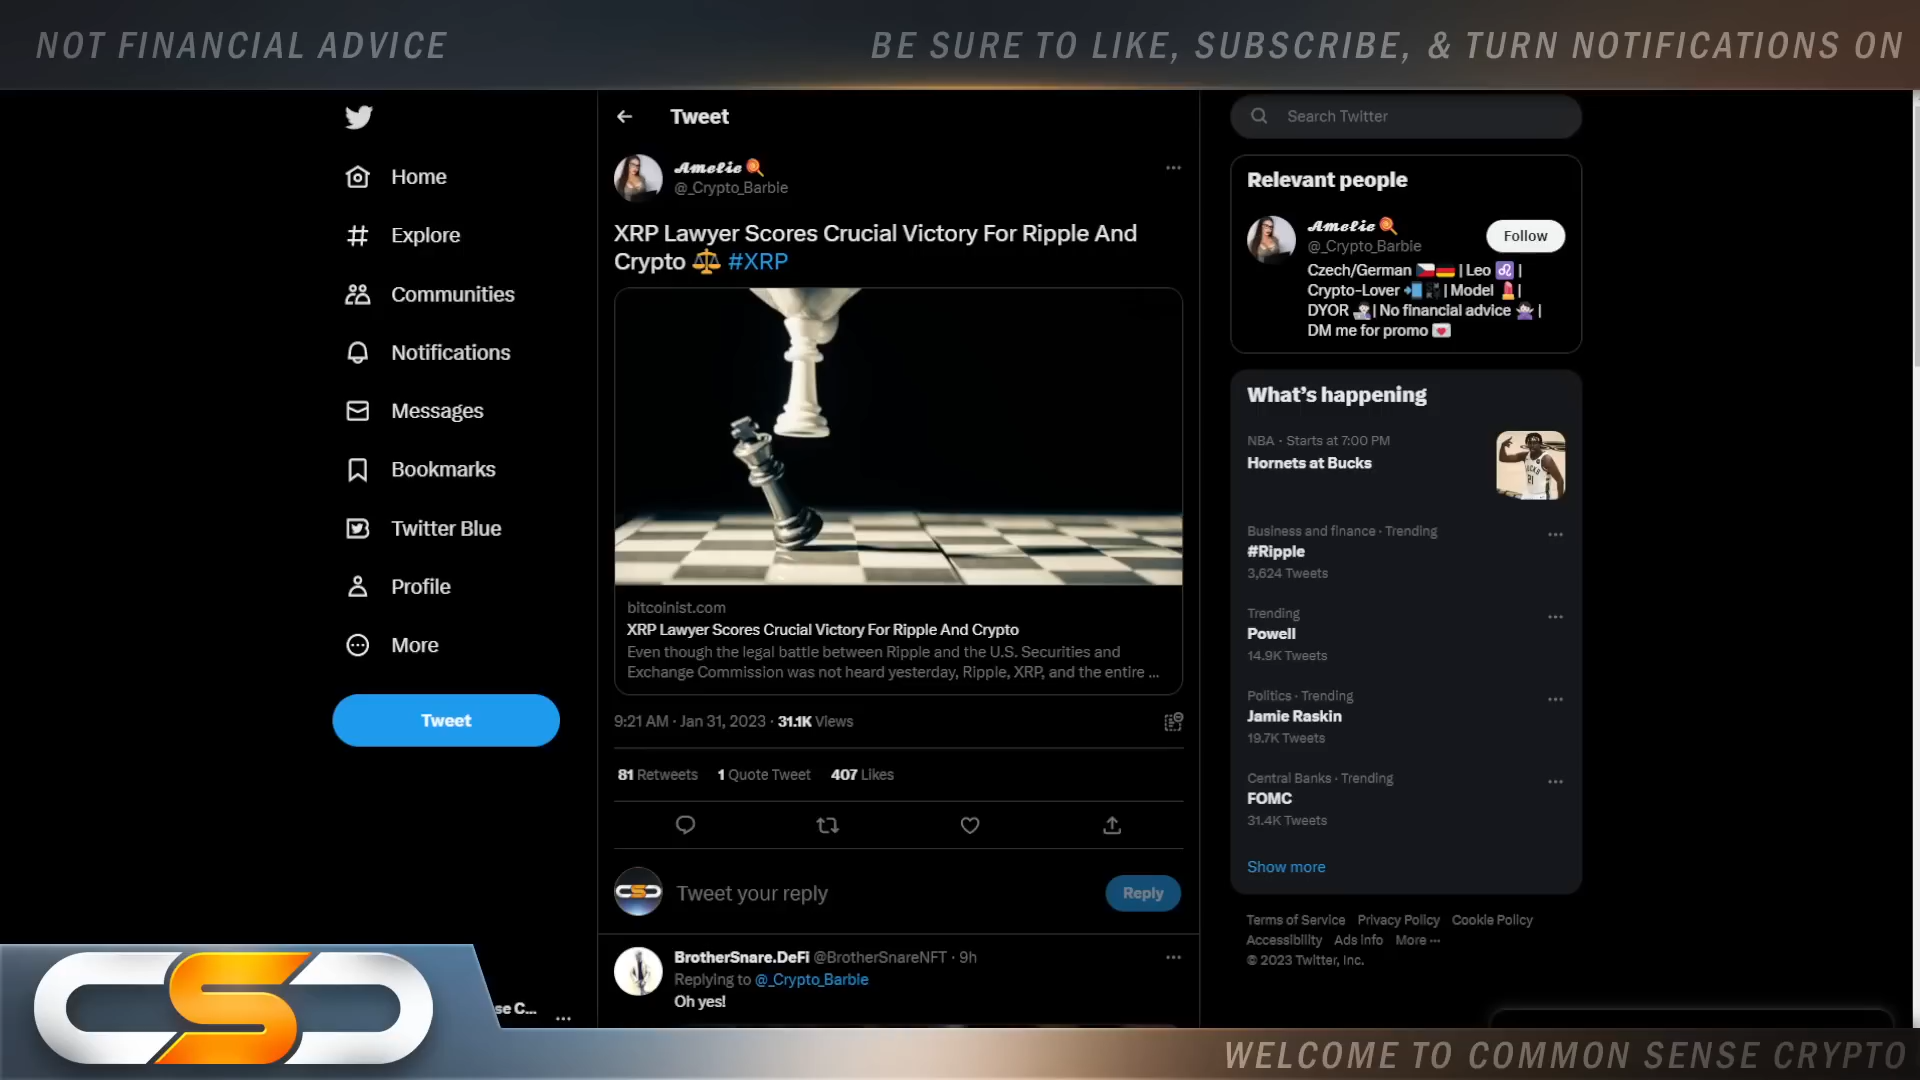 NOT FINANCIAL ADVICE
BE SURE TO LIKE, SUBSCRIBE, & TURN NOTIFICATIONS ON
Home
Explore
Communities
Notifications
Messages
Bookmarks
Twitter Blue
Profile
More
Tweet
Tweet
Amelie
@_Crypto_Barbie
XRP Lawyer Scores Crucial Victory For Ripple And
Crypto ⚖️ #XRP
bitcoinist.com
XRP Lawyer Scores Crucial Victory For Ripple And Crypto
Even though the legal battle between Ripple and the U.S. Securities and
Exchange Commission was not heard yesterday, Ripple, XRP, and the entire ...
9:21 AM · Jan 31, 2023 · 31.1K Views
81 Retweets 1 Quote Tweet 407 Likes
Tweet your reply
Reply
BrotherSnare.DeFi @BrotherSnareNFT · 9h
Replying to @_Crypto_Barbie
Oh yes!
Search Twitter
Relevant people
Amelie
@_Crypto_Barbie
Follow
Czech/German 🇨🇿🇩🇪 | Leo ♌ |
Crypto-Lover | Model 💄 |
DYOR | No financial advice |
DM me for promo 💌
What's happening
NBA · Starts at 7:00 PM
Hornets at Bucks
Business and finance · Trending
#Ripple
3,624 Tweets
Trending
Powell
14.9K Tweets
Politics · Trending
Jamie Raskin
19.7K Tweets
Central Banks · Trending
FOMC
31.4K Tweets
Show more
Terms of Service Privacy Policy Cookie Policy
Accessibility Ads info More ···
© 2023 Twitter, Inc.
CSC
se C...
WELCOME TO COMMON SENSE CRYPTO